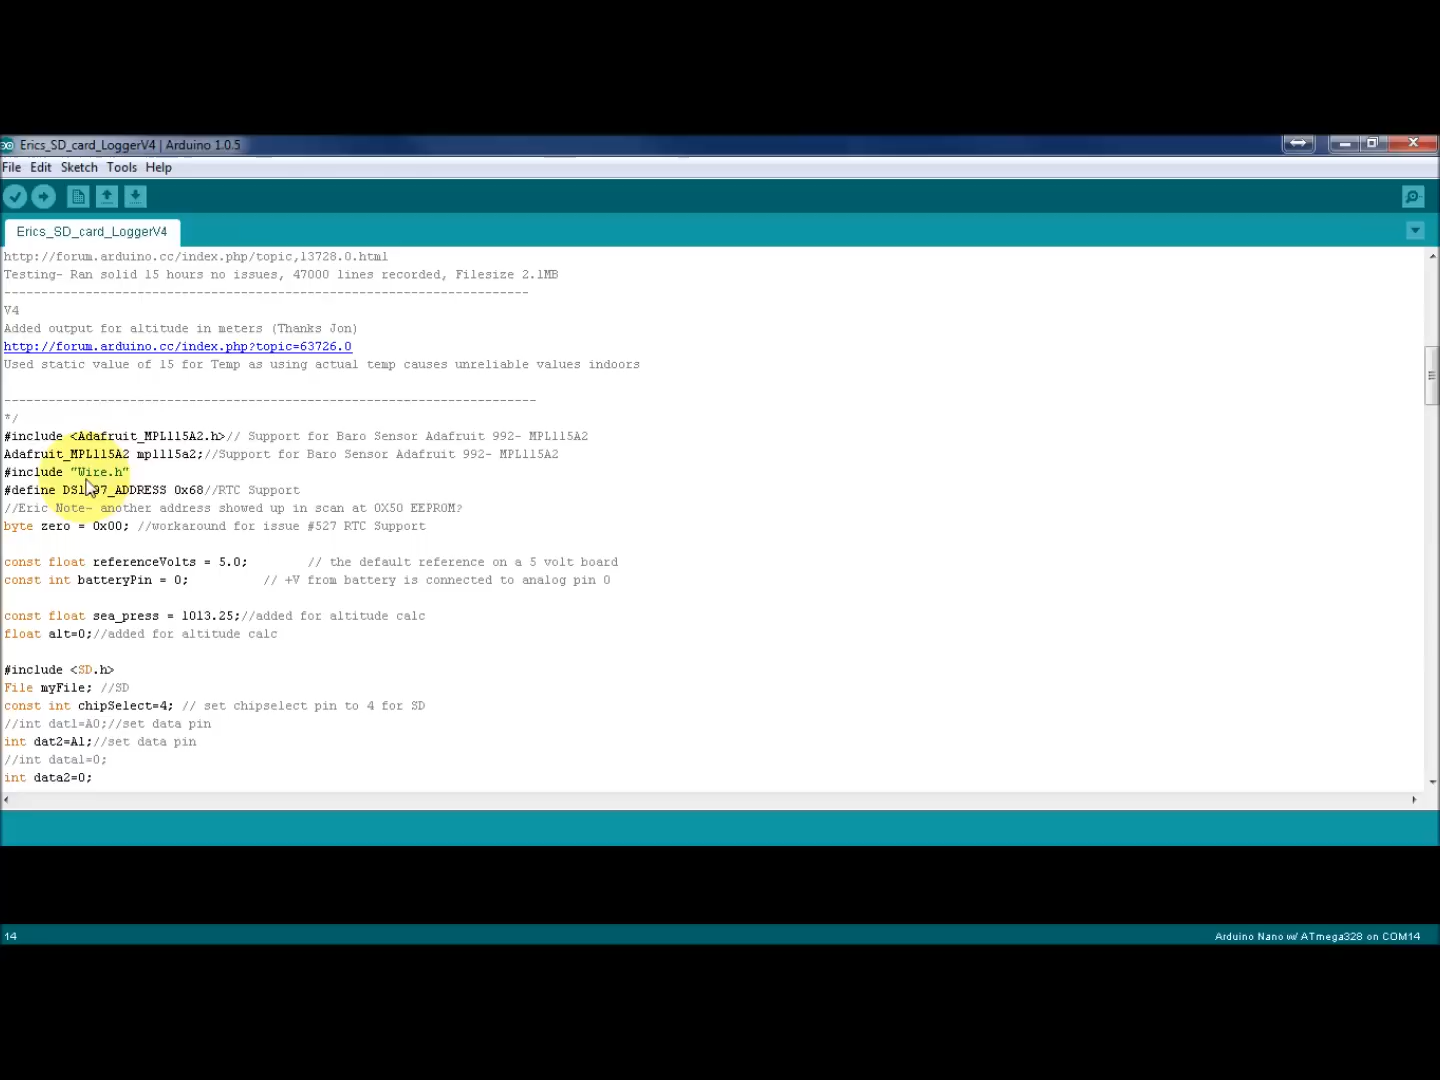 Erics_SD_card_LoggerV4 | Arduino 1.0.5
File Edit Sketch Tools Help
Erics_SD_card_LoggerV4
http://forum.arduino.cc/index.php/topic,13728.0.html
Testing- Ran solid 15 hours no issues, 47000 lines recorded, Filesize 2.1MB
-----------------------------------------------------------------------
V4
Added output for altitude in meters (Thanks Jon)
http://forum.arduino.cc/index.php?topic=63726.0
Used static value of 15 for Temp as using actual temp causes unreliable values indoors
------------------------------------------------------------------------
*/
#include <Adafruit_MPL115A2.h>// Support for Baro Sensor Adafruit 992- MPL115A2
Adafruit_MPL115A2 mpl115a2;//Support for Baro Sensor Adafruit 992- MPL115A2
#include "Wire.h"
#define DS1307_ADDRESS 0x68//RTC Support
//Eric Note- another address showed up in scan at 0X50 EEPROM?
byte zero = 0x00; //workaround for issue #527 RTC Support
const float referenceVolts = 5.0;        // the default reference on a 5 volt board
const int batteryPin = 0;          // +V from battery is connected to analog pin 0
const float sea_press = 1013.25;//added for altitude calc
float alt=0;//added for altitude calc
#include <SD.h>
File myFile; //SD
const int chipSelect=4; // set chipselect pin to 4 for SD
//int dat1=A0;//set data pin
int dat2=A1;//set data pin
//int data1=0;
int data2=0;
14 Arduino Nano w/ ATmega328 on COM14